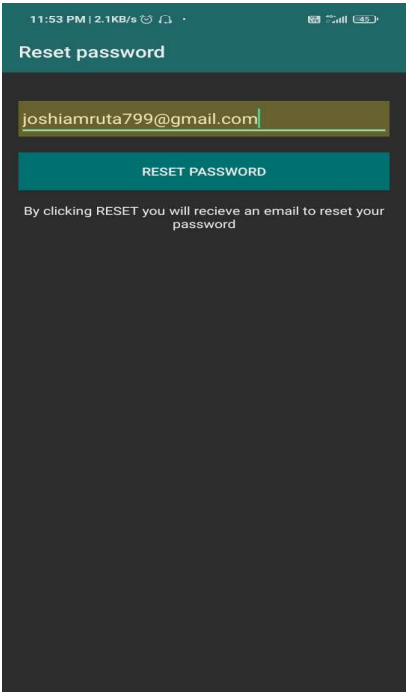 11:53 PM | 2.1KB/s
45
Reset password
joshiamruta799@gmail.com
RESET PASSWORD
By clicking RESET you will recieve an email to reset your
password